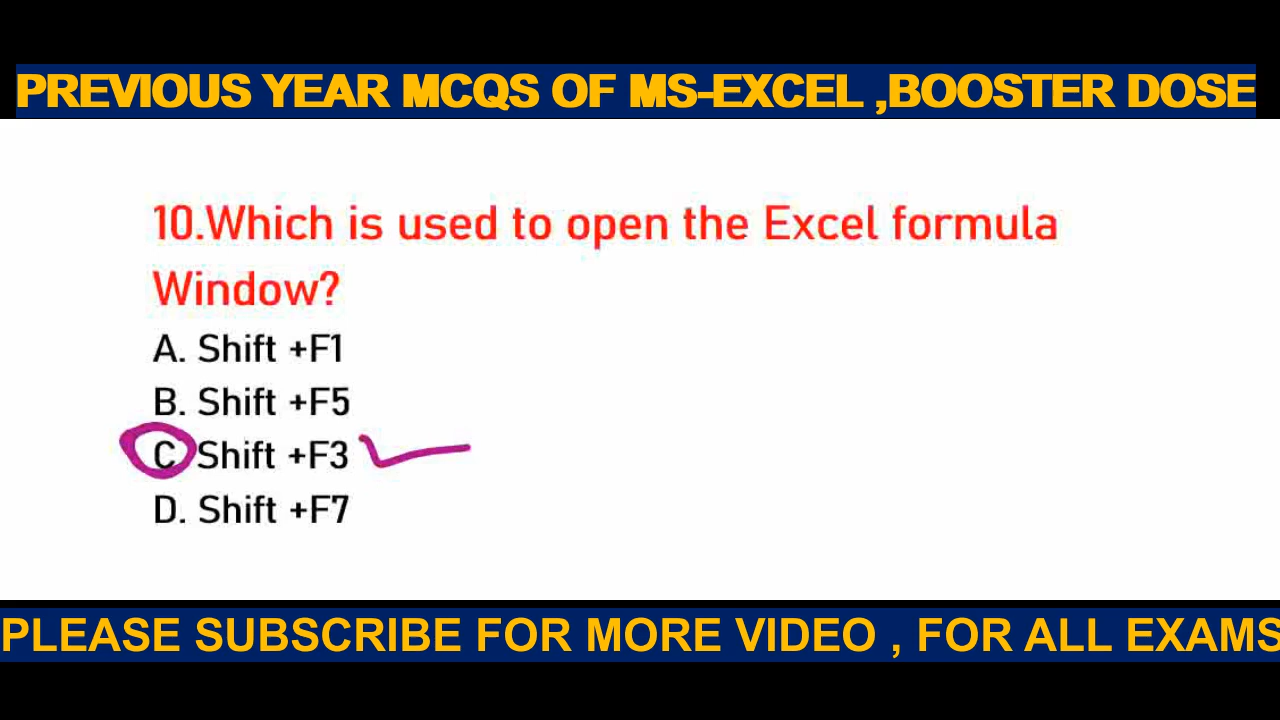 PREVIOUS YEAR MCQS OF MS-EXCEL ,BOOSTER DOSE
10.Which is used to open the Excel formula
Window?
A. Shift +F1
B. Shift +F5
C Shift +F3
D. Shift +F7
PLEASE SUBSCRIBE FOR MORE VIDEO , FOR ALL EXAMS